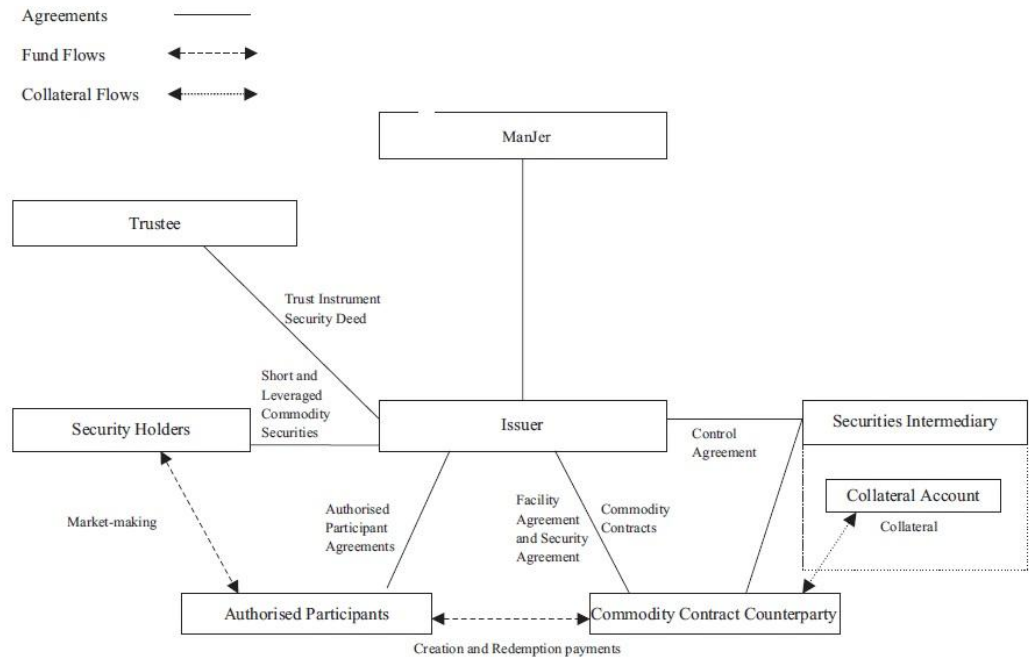 Agreements
Fund Flows
Collateral Flows
ManJer
Trustee
Trust Instrument
Security Deed
Short and
Leveraged
Commodity
Securities
Security Holders
Issuer
Control
Agreement
Securities Intermediary
Collateral Account
Collateral
Market-making
Authorised
Participant
Agreements
Facility
Agreement
and Security
Agreement
Commodity
Contracts
Authorised Participants
Commodity Contract Counterparty
Creation and Redemption payments